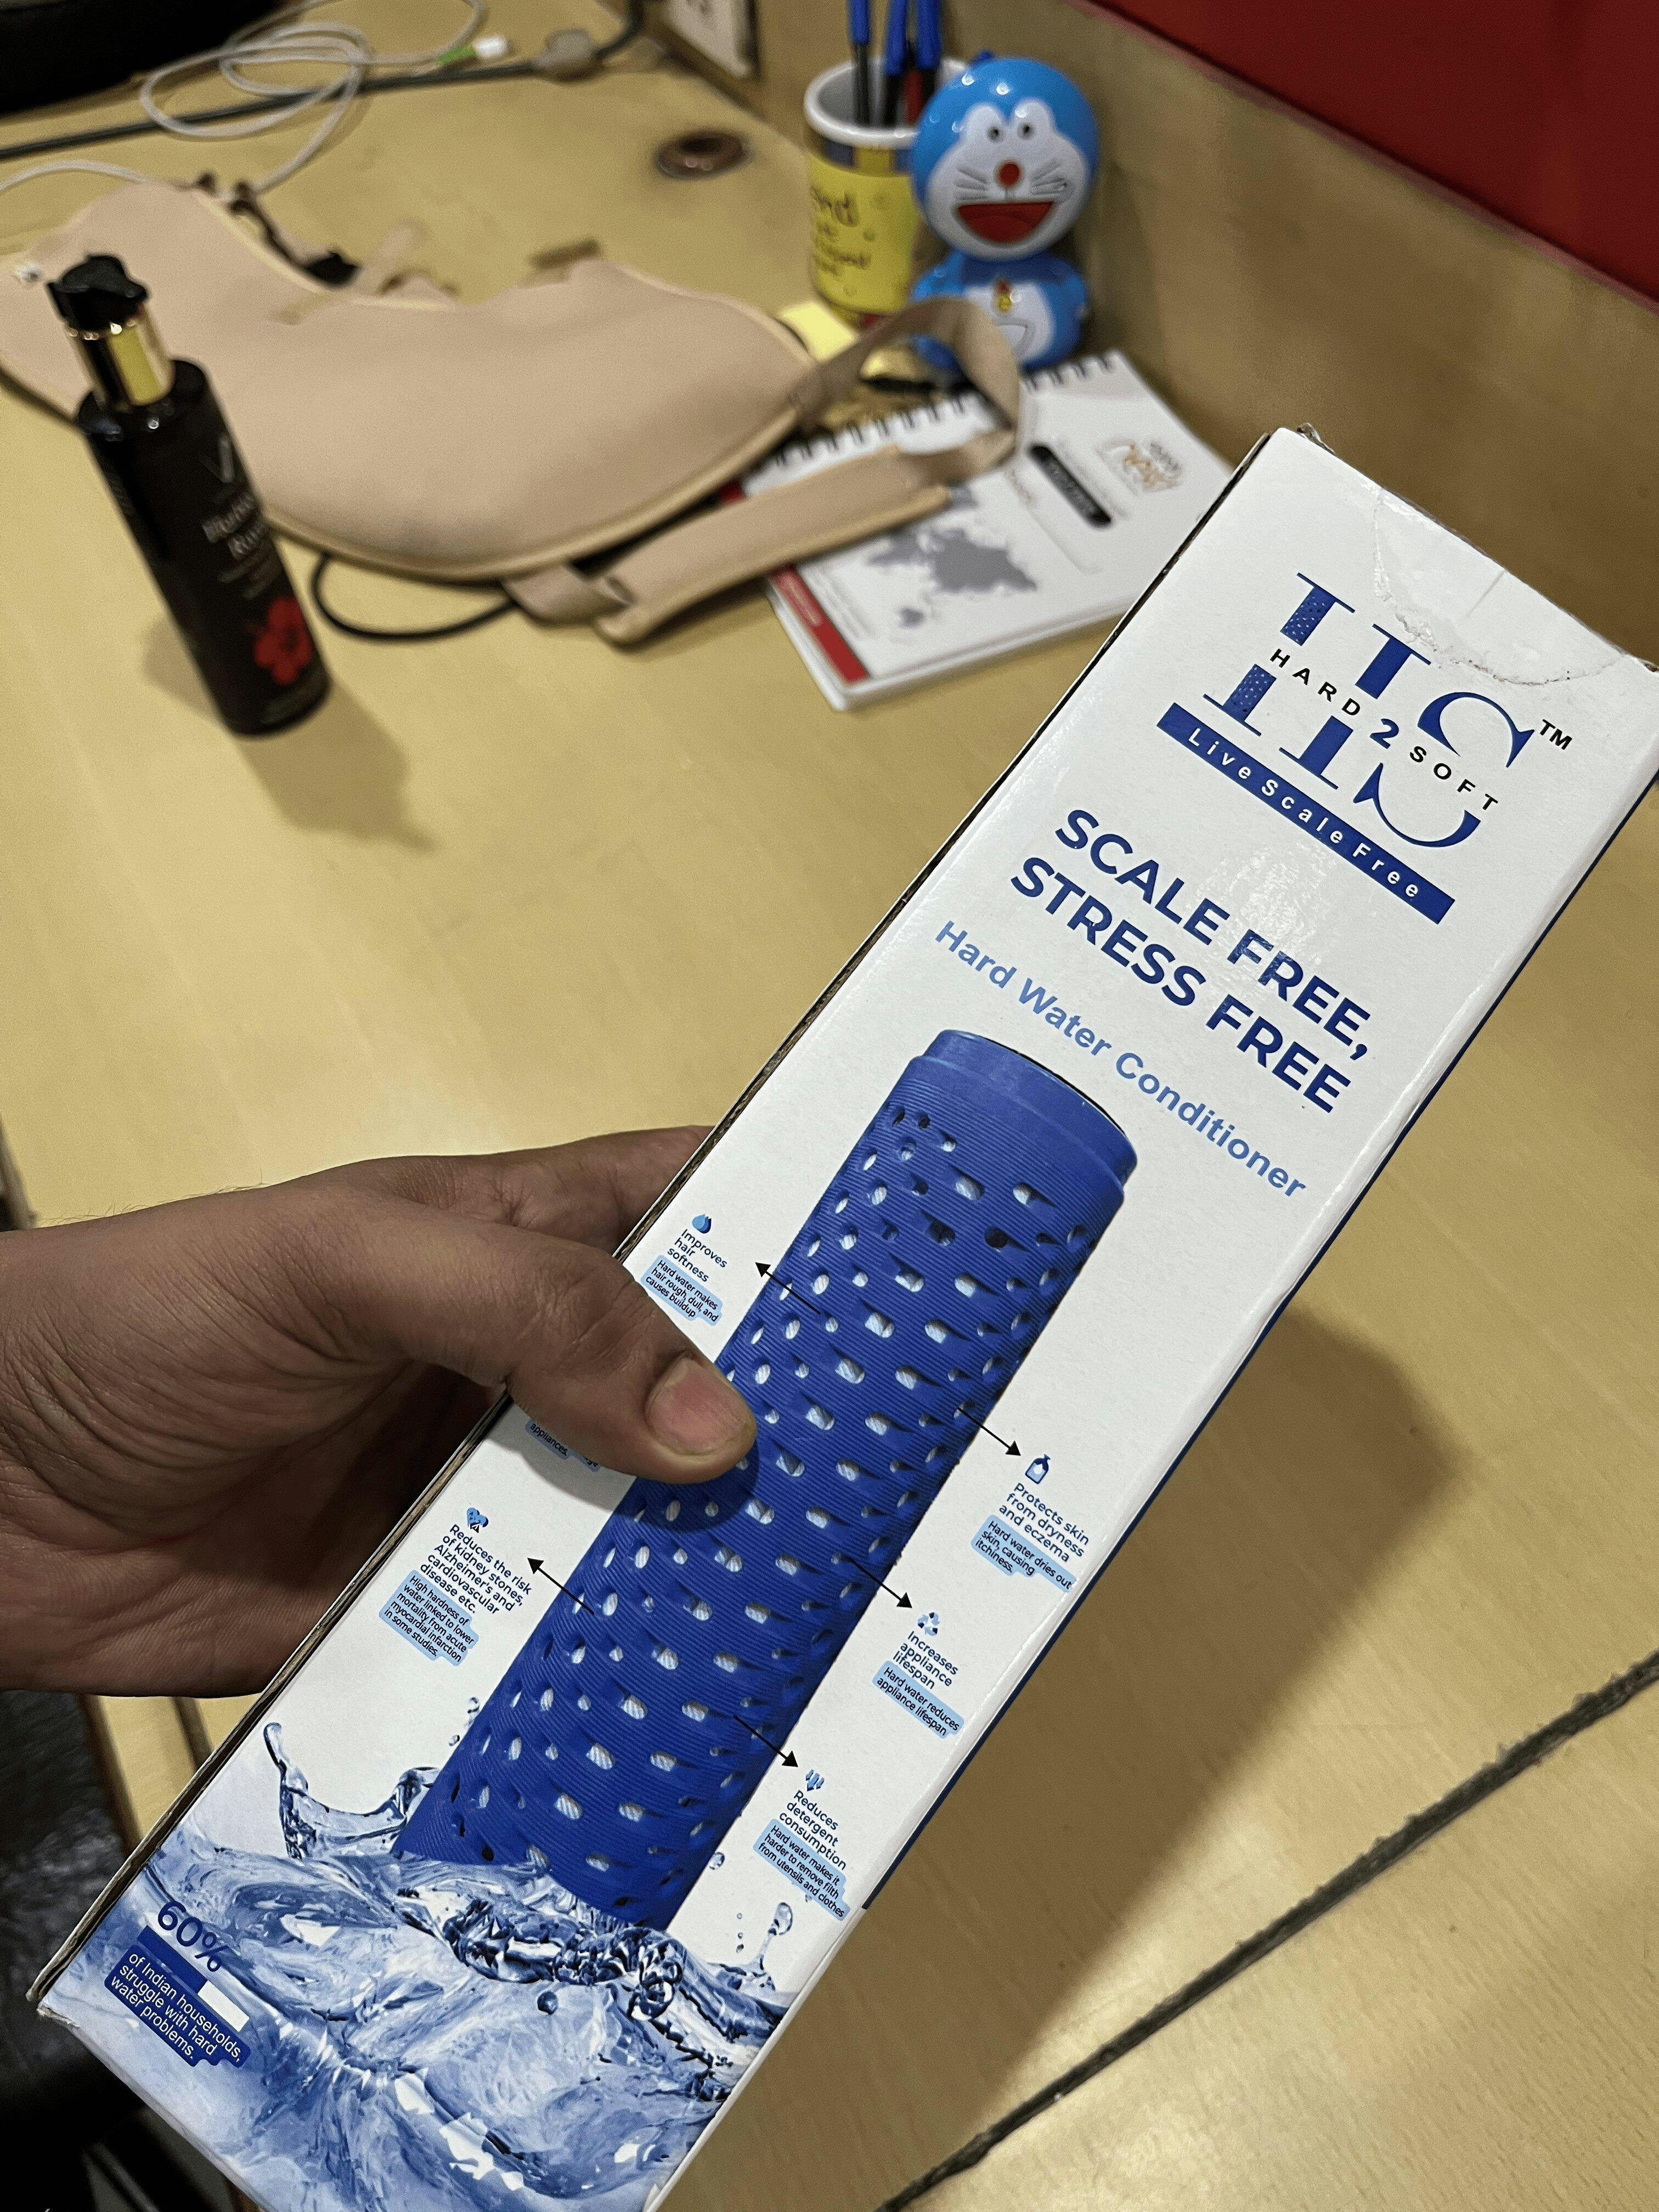 H2S™
HARD 2 SOFT
Live Scale Free
SCALE FREE,
STRESS FREE
Hard Water Conditioner
Improves
hair
softness
Hard water makes
hair rough, dull, and
causes buildup
appliances.
Reduces the risk
of kidney stones,
Alzheimer's and
cardiovascular
disease etc.
High hardness of
water linked to lower
mortality from acute
myocardial infarction
in some studies.
Protects skin
from dryness
and eczema
Hard water dries out
skin, causing
itchiness.
Increases
appliance
lifespan
Hard water reduces
appliance lifespan
Reduces
detergent
consumption
Hard water makes it
harder to remove filth
from utensils and clothes
60%
of Indian households,
struggle with hard
water problems.